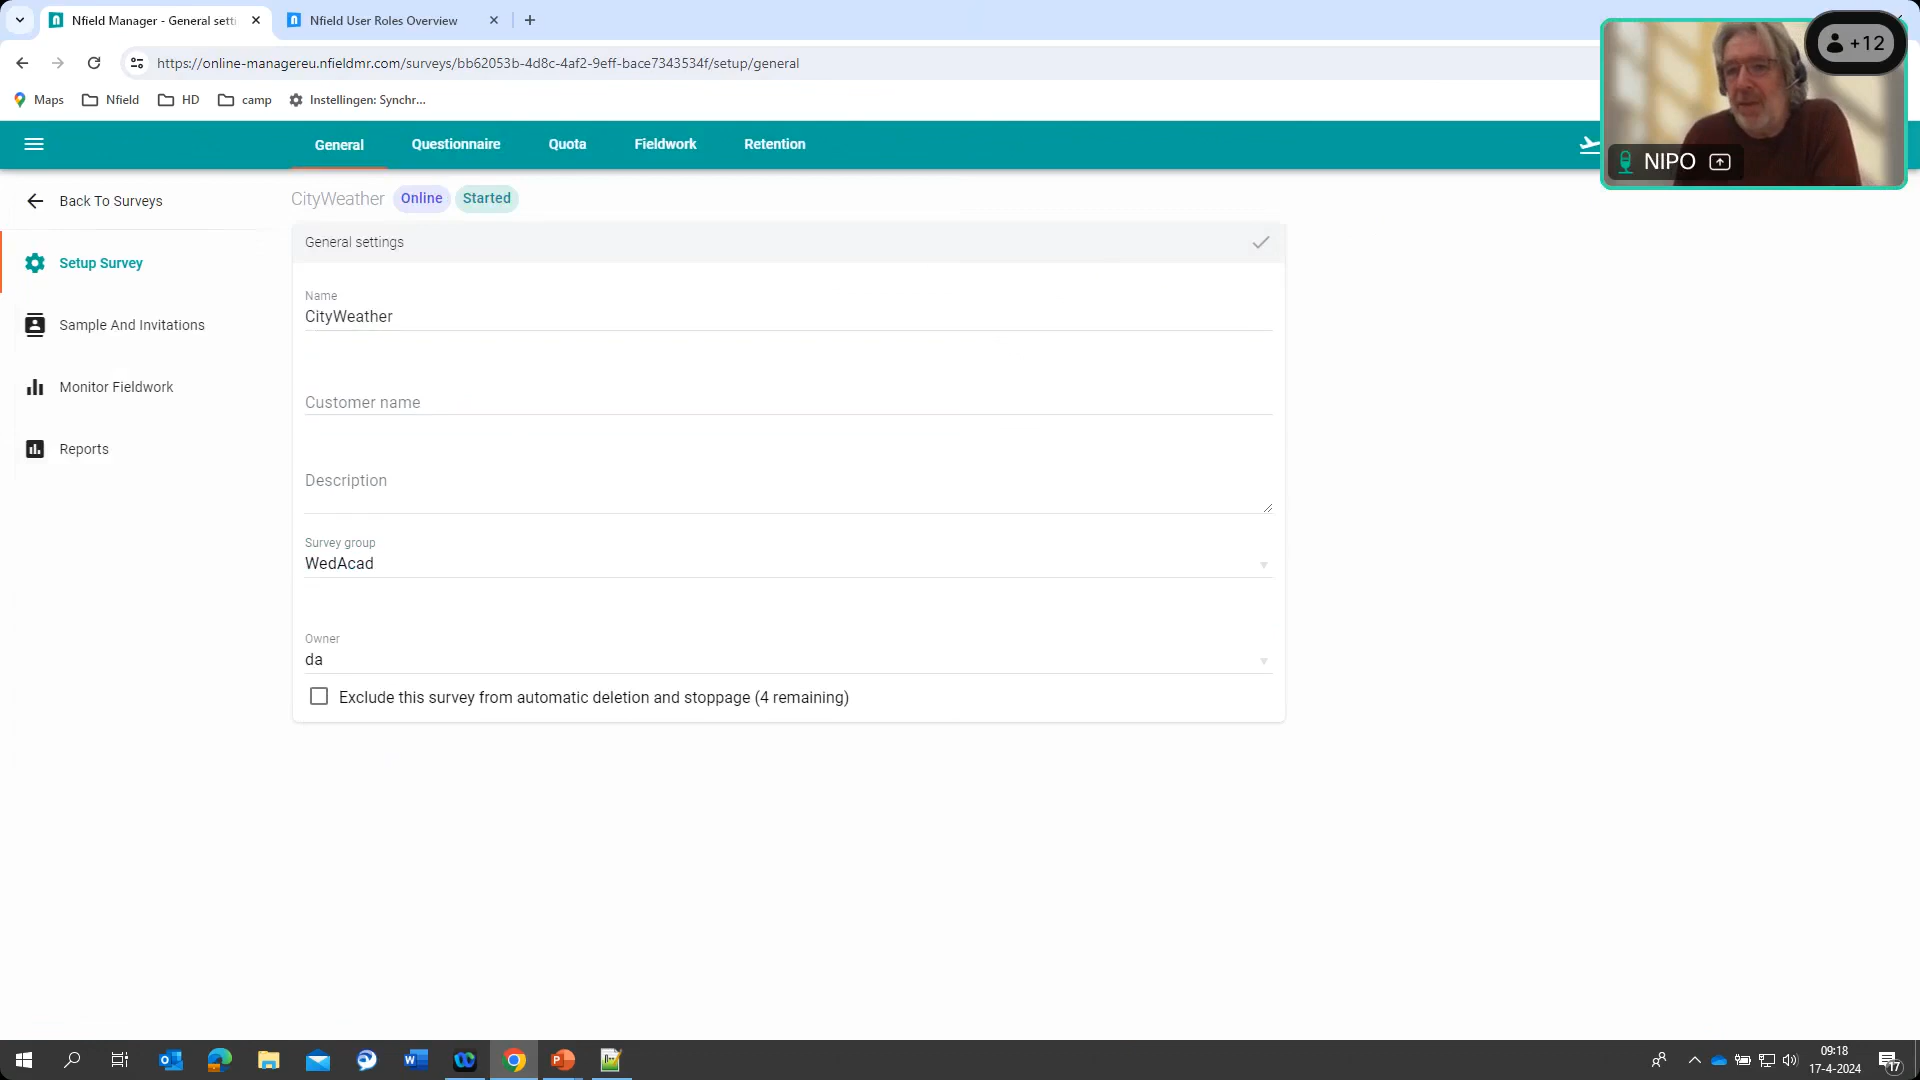 Nfield Manager - General setti
Nfield User Roles Overview
https://online-managereu.nfieldmr.com/surveys/bb62053b-4d8c-4af2-9eff-bace7343534f/setup/general
Maps
Nfield
HD
camp
Instellingen: Synchr...
+12
NIPO
General
Questionnaire
Quota
Fieldwork
Retention
Back To Surveys
Setup Survey
Sample And Invitations
Monitor Fieldwork
Reports
CityWeather
Online
Started
General settings
Name
CityWeather
Customer name
Description
Survey group
WedAcad
Owner
da
Exclude this survey from automatic deletion and stoppage (4 remaining)
09:18
17-4-2024
17